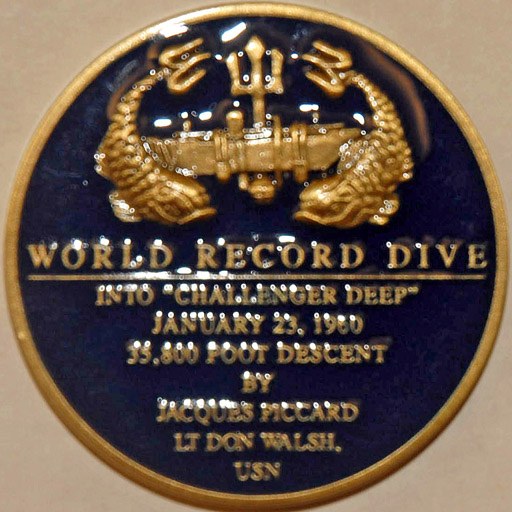 WORLD RECORD DIVE
INTO "CHALLENGER DEEP"
JANUARY 23, 1960
35,800 FOOT DESCENT
BY
JACQUES PICCARD
LT DON WALSH,
USN